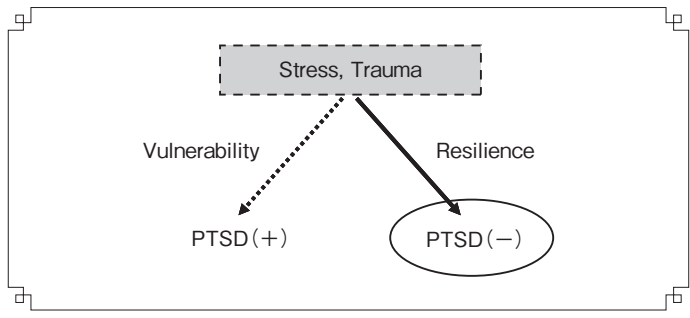 Stress, Trauma
Vulnerability
Resilience
PTSD(+)
PTSD(−)